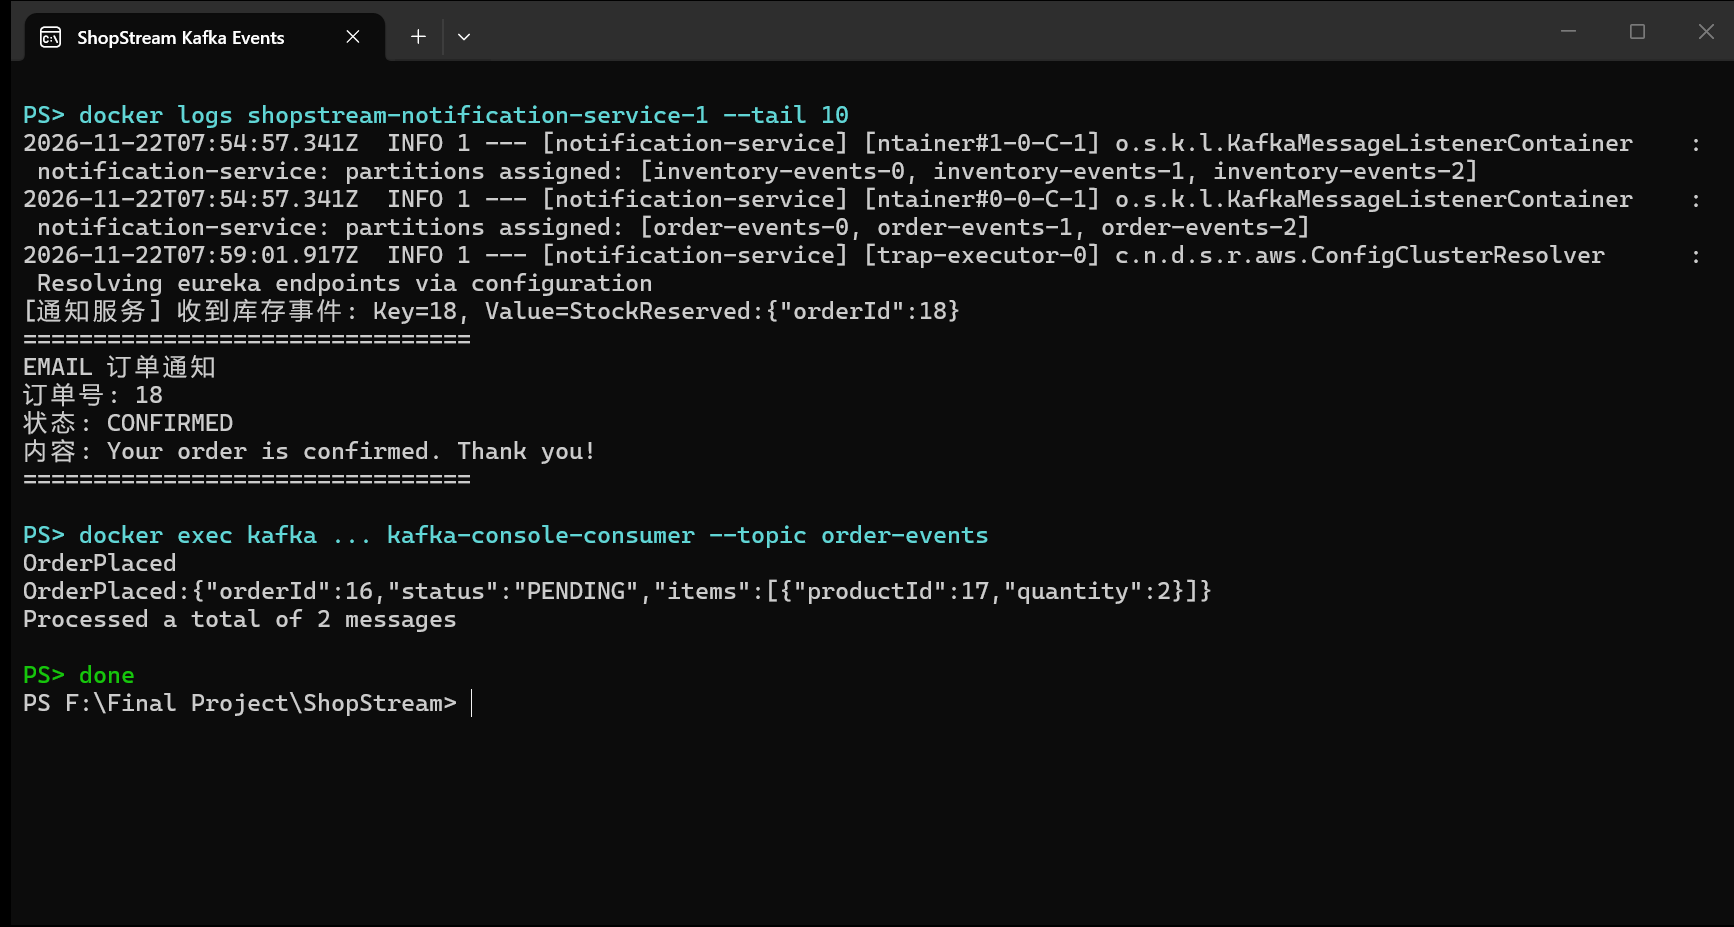 ShopStream Kafka Events
PS> docker logs shopstream-notification-service-1 --tail 10
2026-11-22T07:54:57.341Z  INFO 1 --- [notification-service] [ntainer#1-0-C-1] o.s.k.l.KafkaMessageListenerContainer    :
 notification-service: partitions assigned: [inventory-events-0, inventory-events-1, inventory-events-2]
2026-11-22T07:54:57.341Z  INFO 1 --- [notification-service] [ntainer#0-0-C-1] o.s.k.l.KafkaMessageListenerContainer    :
 notification-service: partitions assigned: [order-events-0, order-events-1, order-events-2]
2026-11-22T07:59:01.917Z  INFO 1 --- [notification-service] [trap-executor-0] c.n.d.s.r.aws.ConfigClusterResolver      :
 Resolving eureka endpoints via configuration
[通知服务] 收到库存事件: Key=18, Value=StockReserved:{"orderId":18}
================================
EMAIL 订单通知
订单号: 18
状态: CONFIRMED
内容: Your order is confirmed. Thank you!
================================
PS> docker exec kafka ... kafka-console-consumer --topic order-events
OrderPlaced
OrderPlaced:{"orderId":16,"status":"PENDING","items":[{"productId":17,"quantity":2}]}
Processed a total of 2 messages
PS> done
PS F:\Final Project\ShopStream>